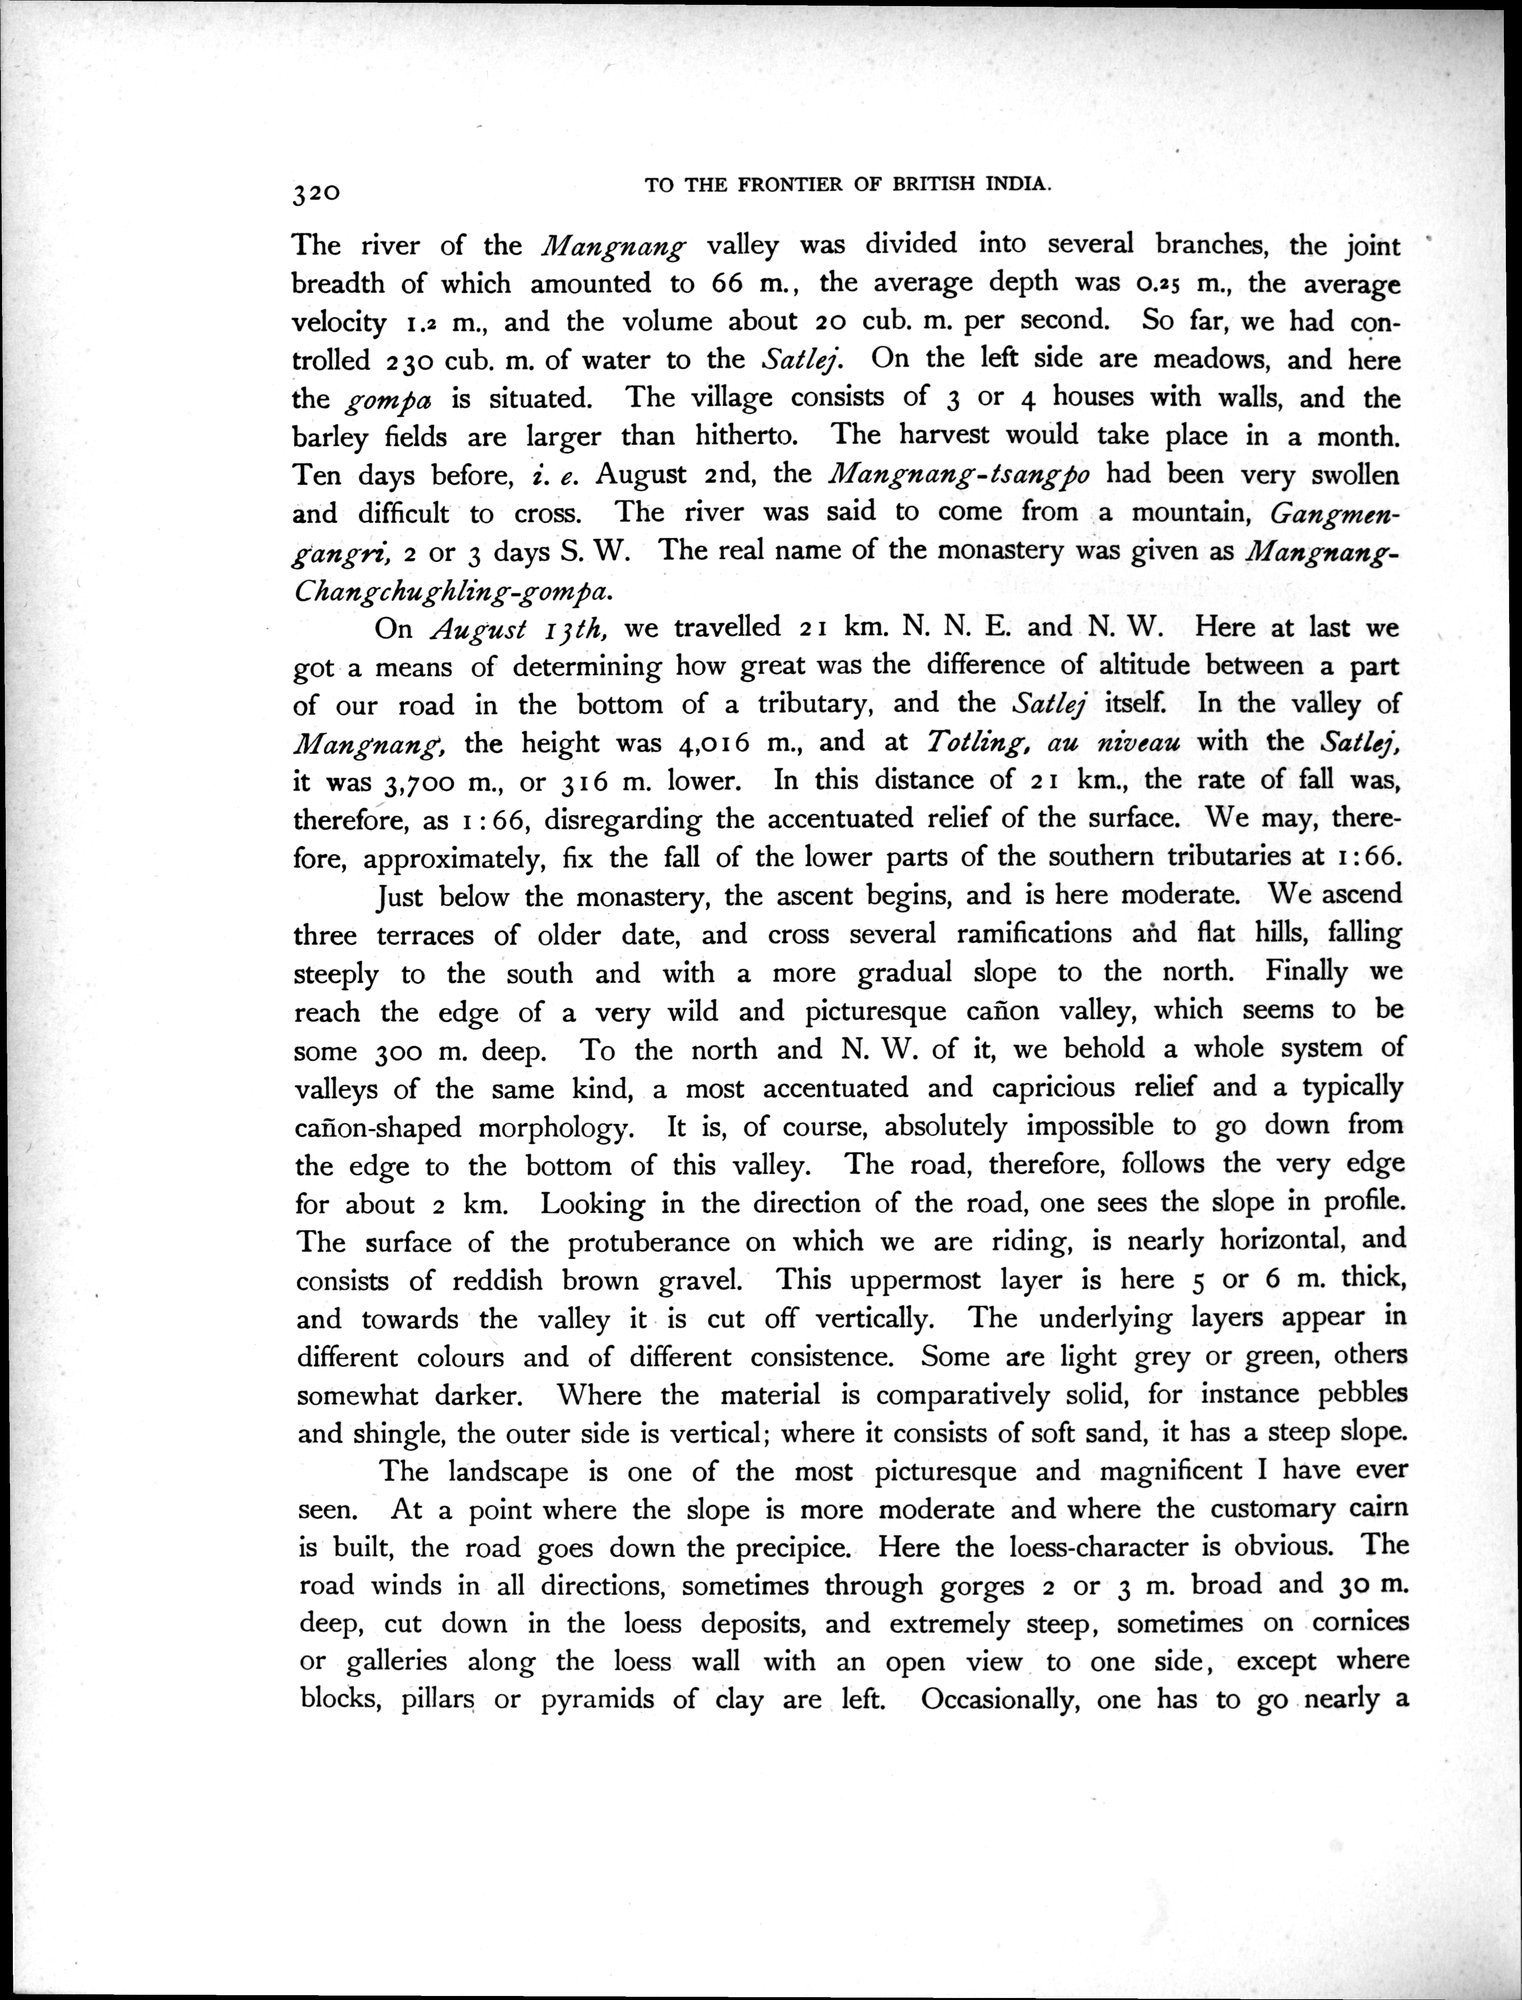 320
TO THE FRONTIER OF BRITISH INDIA.
The river of the Mangnang valley was divided into several branches, the joint
breadth of which amounted to 66 m., the average depth was 0.25 m., the average
velocity 1.2 m., and the volume about 20 cub. m. per second. So far, we had con-
trolled 230 cub. m. of water to the Satlej. On the left side are meadows, and here
the gompa is situated. The village consists of 3 or 4 houses with walls, and the
barley fields are larger than hitherto. The harvest would take place in a month.
Ten days before, i. e. August 2nd, the Mangnang-tsangpo had been very swollen
and difficult to cross. The river was said to come from a mountain, Gangmen-
gangri, 2 or 3 days S. W. The real name of the monastery was given as Mangnang-
Changchughling-gompa.
On August 13th, we travelled 21 km. N. N. E. and N. W. Here at last we
got a means of determining how great was the difference of altitude between a part
of our road in the bottom of a tributary, and the Satlej itself. In the valley of
Mangnang, the height was 4,016 m., and at Totling, au niveau with the Satlej,
it was 3,700 m., or 316 m. lower. In this distance of 21 km., the rate of fall was,
therefore, as 1:66, disregarding the accentuated relief of the surface. We may, there-
fore, approximately, fix the fall of the lower parts of the southern tributaries at 1:66.
Just below the monastery, the ascent begins, and is here moderate. We ascend
three terraces of older date, and cross several ramifications and flat hills, falling
steeply to the south and with a more gradual slope to the north. Finally we
reach the edge of a very wild and picturesque cañon valley, which seems to be
some 300 m. deep. To the north and N. W. of it, we behold a whole system of
valleys of the same kind, a most accentuated and capricious relief and a typically
cañon-shaped morphology. It is, of course, absolutely impossible to go down from
the edge to the bottom of this valley. The road, therefore, follows the very edge
for about 2 km. Looking in the direction of the road, one sees the slope in profile.
The surface of the protuberance on which we are riding, is nearly horizontal, and
consists of reddish brown gravel. This uppermost layer is here 5 or 6 m. thick,
and towards the valley it is cut off vertically. The underlying layers appear in
different colours and of different consistence. Some are light grey or green, others
somewhat darker. Where the material is comparatively solid, for instance pebbles
and shingle, the outer side is vertical; where it consists of soft sand, it has a steep slope.
The landscape is one of the most picturesque and magnificent I have ever
seen. At a point where the slope is more moderate and where the customary cairn
is built, the road goes down the precipice. Here the loess-character is obvious. The
road winds in all directions, sometimes through gorges 2 or 3 m. broad and 30 m.
deep, cut down in the loess deposits, and extremely steep, sometimes on cornices
or galleries along the loess wall with an open view to one side, except where
blocks, pillars or pyramids of clay are left. Occasionally, one has to go nearly a